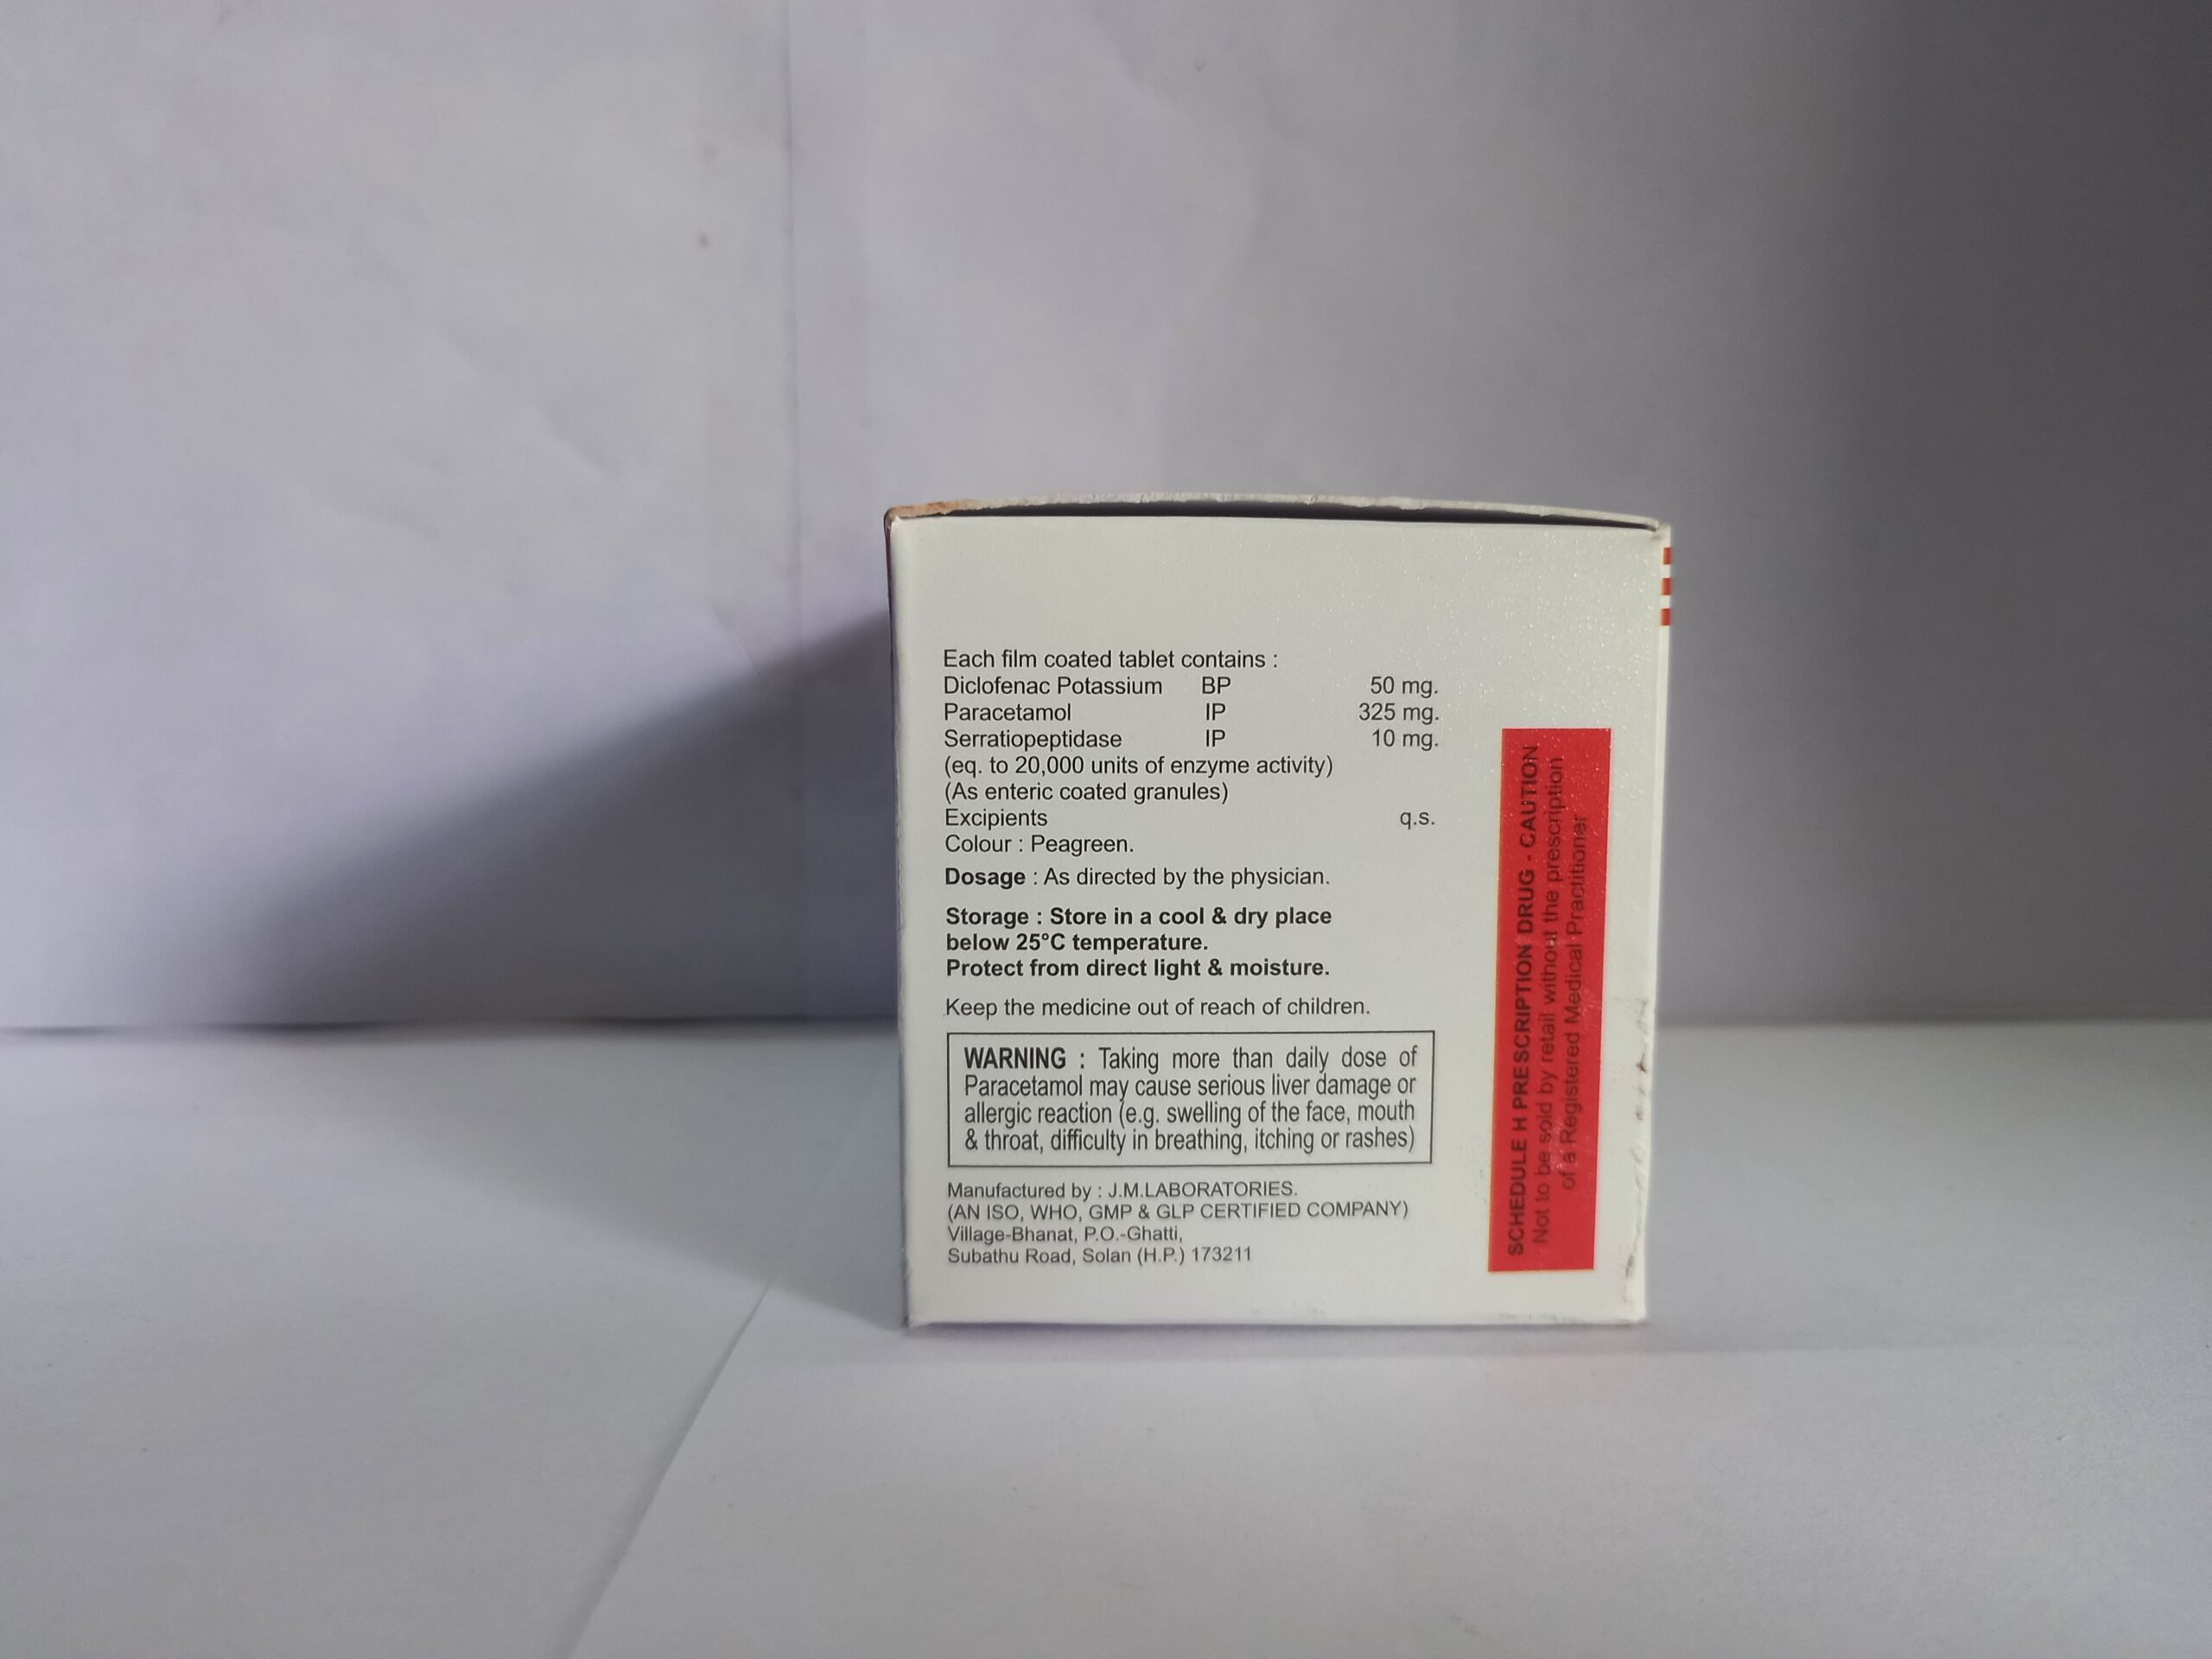 Each film coated tablet contains :
Diclofenac Potassium BP 50 mg.
Paracetamol IP 325 mg.
Serratiopeptidase IP 10 mg.
(eq. to 20,000 units of enzyme activity)
(As enteric coated granules)
Excipients q.s.
Colour : Peagreen.
Dosage : As directed by the physician.
Storage : Store in a cool & dry place
below 25°C temperature.
Protect from direct light & moisture.
Keep the medicine out of reach of children.
WARNING : Taking more than daily dose of
Paracetamol may cause serious liver damage or
allergic reaction (e.g. swelling of the face, mouth
& throat, difficulty in breathing, itching or rashes)
Manufactured by : J.M.LABORATORIES.
(AN ISO, WHO, GMP & GLP CERTIFIED COMPANY)
Village-Bhanat, P.O.-Ghatti,
Subathu Road, Solan (H.P.) 173211
SCHEDULE H PRESCRIPTION DRUG - CAUTION
Not to be sold by retail without the prescription
of a Registered Medical Practitioner